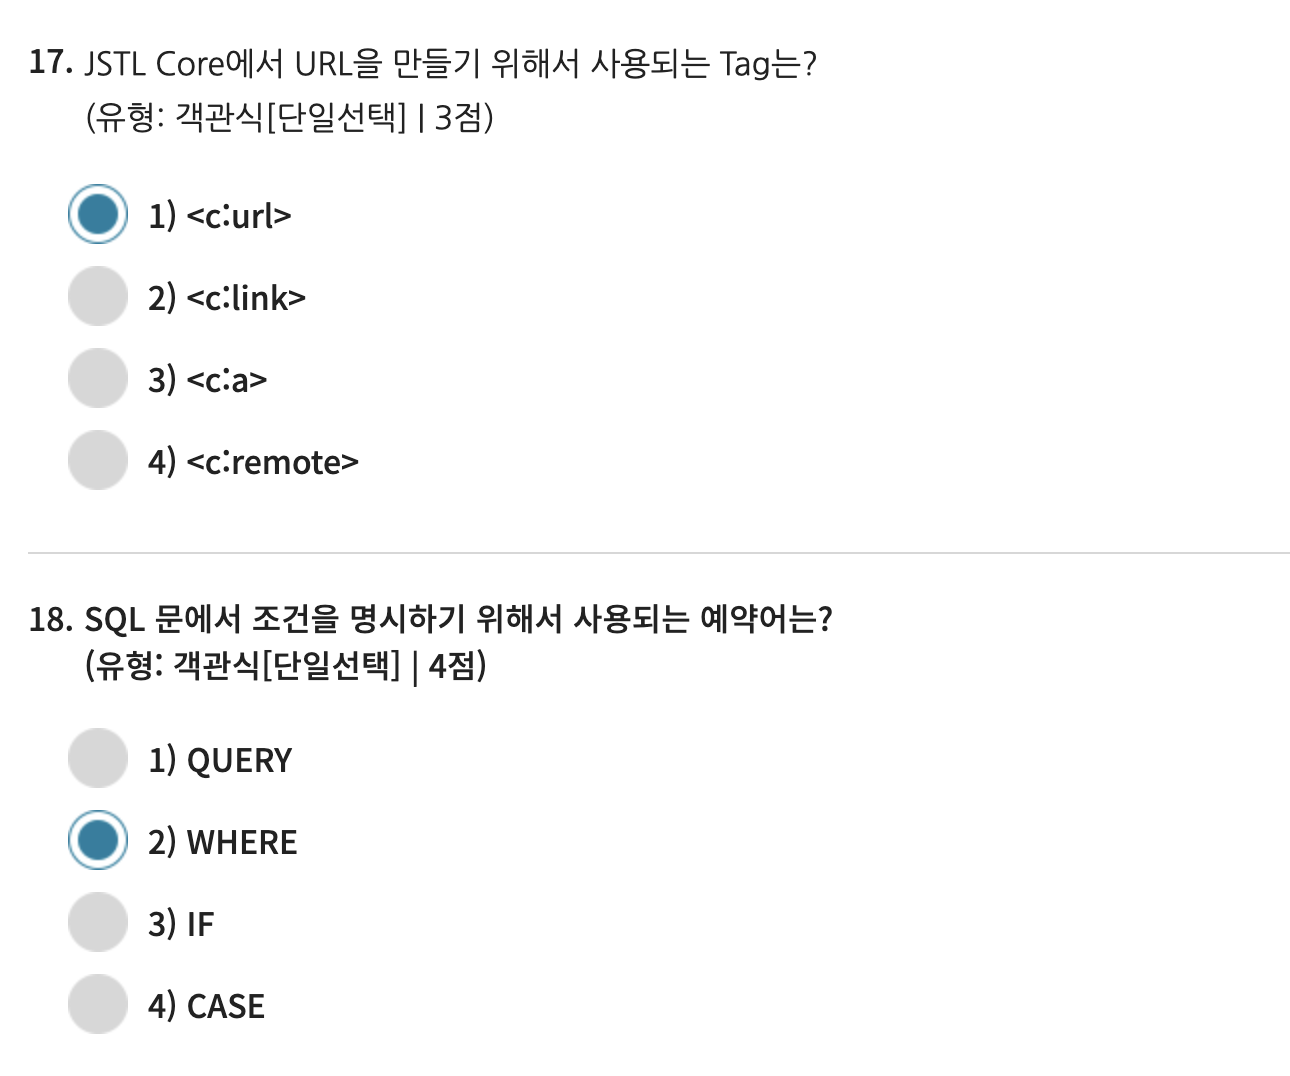 17. JSTL Core에서 URL을 만들기 위해서 사용되는 Tag는?
(유형: 객관식[단일선택] | 3점)
1) <c:url>
2) <c:link>
3) <c:a>
4) <c:remote>
18. SQL 문에서 조건을 명시하기 위해서 사용되는 예약어는?
(유형: 객관식[단일선택] | 4점)
1) QUERY
2) WHERE
3) IF
4) CASE